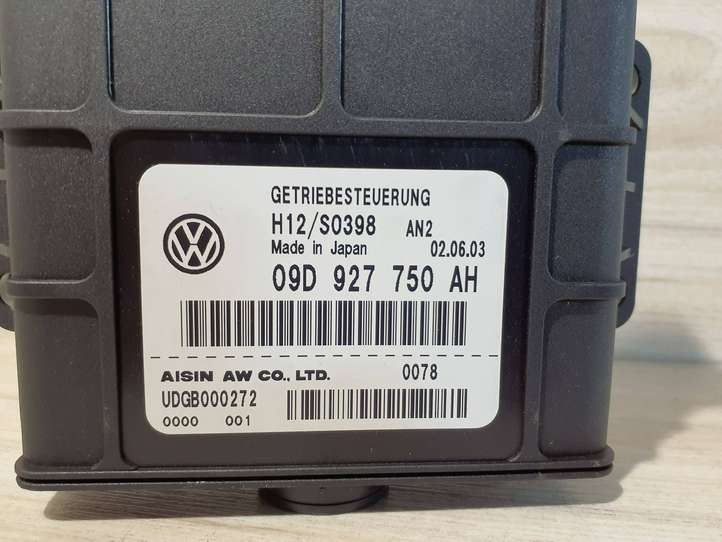 GETRIEBESTEUERUNG
H12/S0398 AN2
Made in Japan 02.06.03
09D 927 750 AH
AISIN AW CO., LTD. 0078
UDGB000272
0000 001